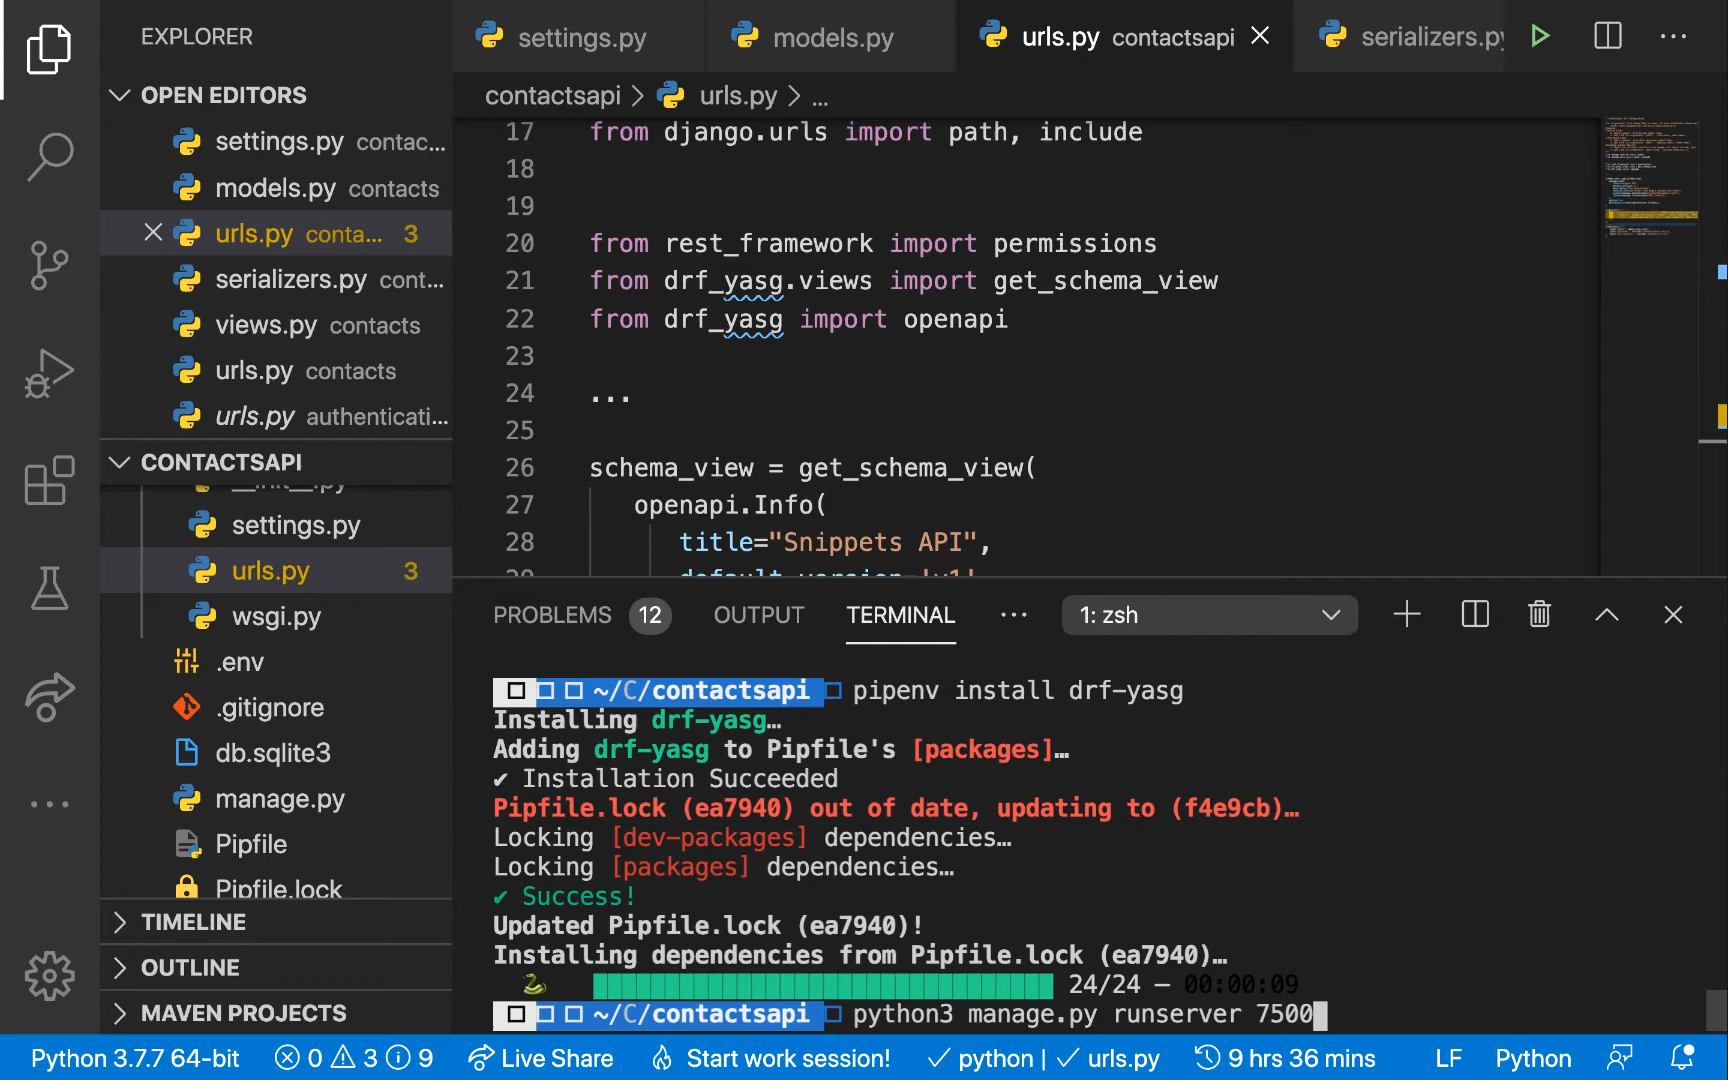 EXPLORER
settings.py
models.py
urls.py contactsapi
serializers.py
OPEN EDITORS
settings.py contac...
models.py contacts
urls.py conta... 3
serializers.py cont...
views.py contacts
urls.py contacts
urls.py authenticati...
CONTACTSAPI
__init__.py
settings.py
urls.py 3
wsgi.py
.env
.gitignore
db.sqlite3
manage.py
Pipfile
Pipfile.lock
TIMELINE
OUTLINE
MAVEN PROJECTS
contactsapi > urls.py > ...
17 from django.urls import path, include
18
19
20 from rest_framework import permissions
21 from drf_yasg.views import get_schema_view
22 from drf_yasg import openapi
23
24 ...
25
26 schema_view = get_schema_view(
27 openapi.Info(
28 title="Snippets API",
29 default_version='v1'
PROBLEMS 12 OUTPUT TERMINAL ... 1: zsh
~/C/contactsapi pipenv install drf-yasg
Installing drf-yasg…
Adding drf-yasg to Pipfile's [packages]…
✔ Installation Succeeded
Pipfile.lock (ea7940) out of date, updating to (f4e9cb)…
Locking [dev-packages] dependencies…
Locking [packages] dependencies…
✔ Success!
Updated Pipfile.lock (ea7940)!
Installing dependencies from Pipfile.lock (ea7940)…
24/24 — 00:00:09
~/C/contactsapi python3 manage.py runserver 7500
Python 3.7.7 64-bit 0 3 9 Live Share Start work session! ✓ python | ✓ urls.py 9 hrs 36 mins LF Python